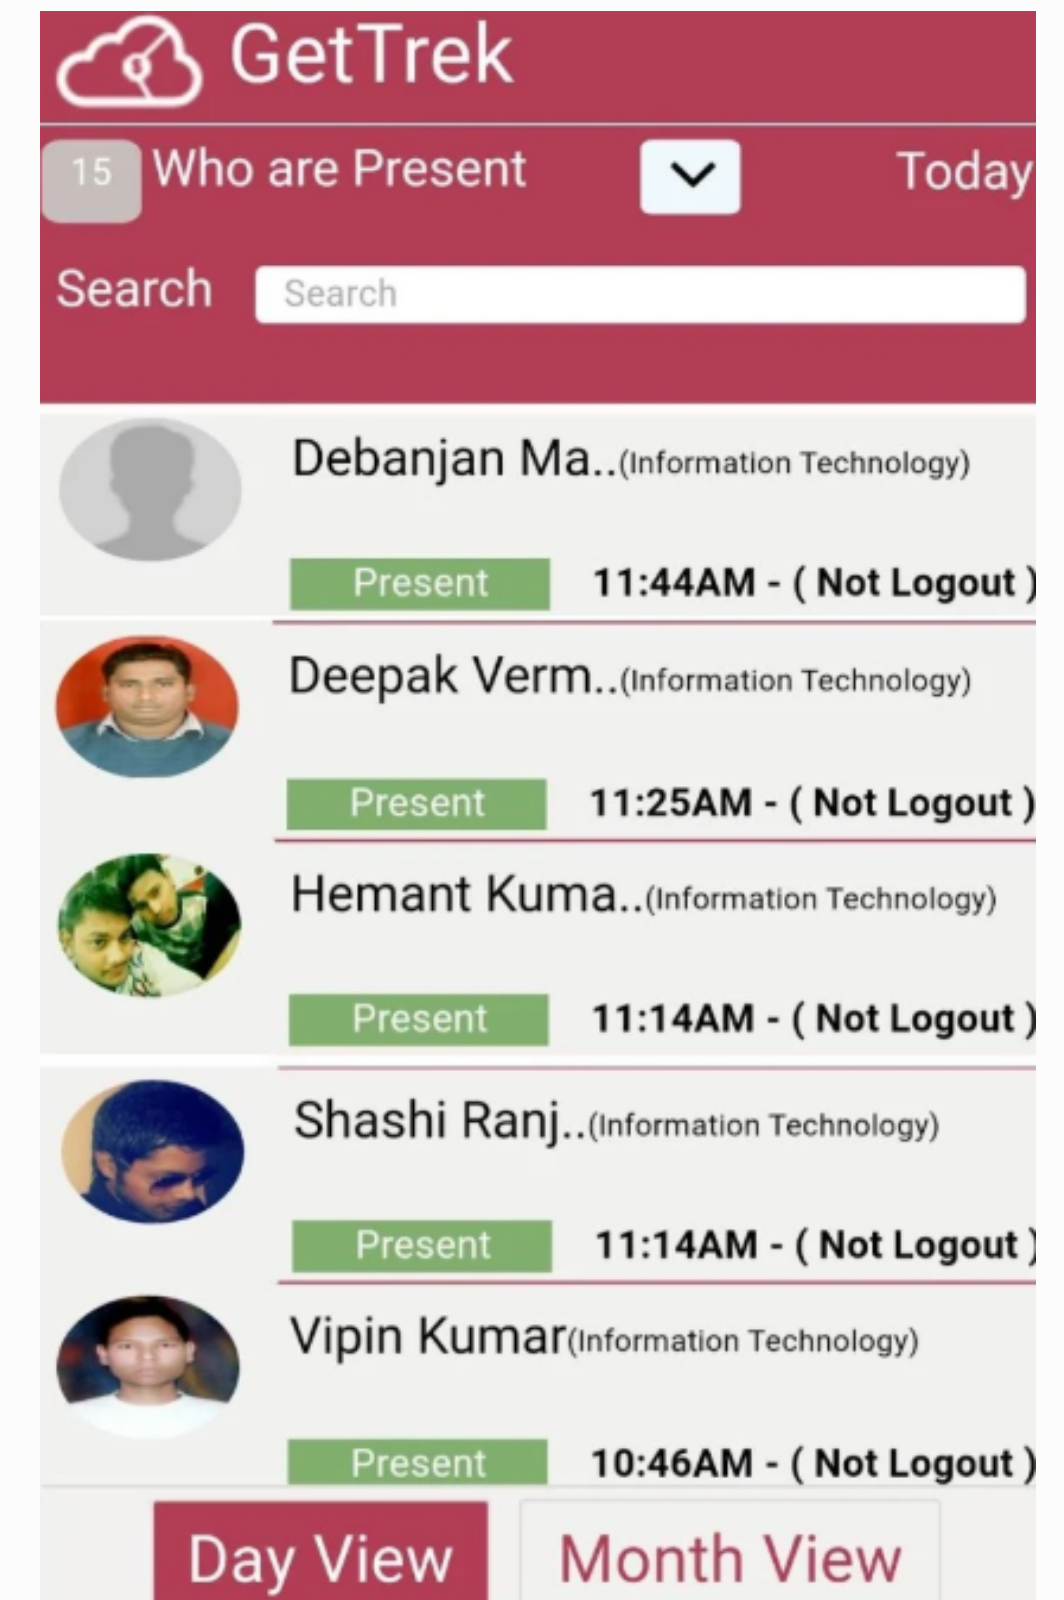 GetTrek
15 Who are Present Today
Search Search
Debanjan Ma..(Information Technology)
Present 11:44AM - ( Not Logout )
Deepak Verm..(Information Technology)
Present 11:25AM - ( Not Logout )
Hemant Kuma..(Information Technology)
Present 11:14AM - ( Not Logout )
Shashi Ranj..(Information Technology)
Present 11:14AM - ( Not Logout )
Vipin Kumar(Information Technology)
Present 10:46AM - ( Not Logout )
Day View Month View